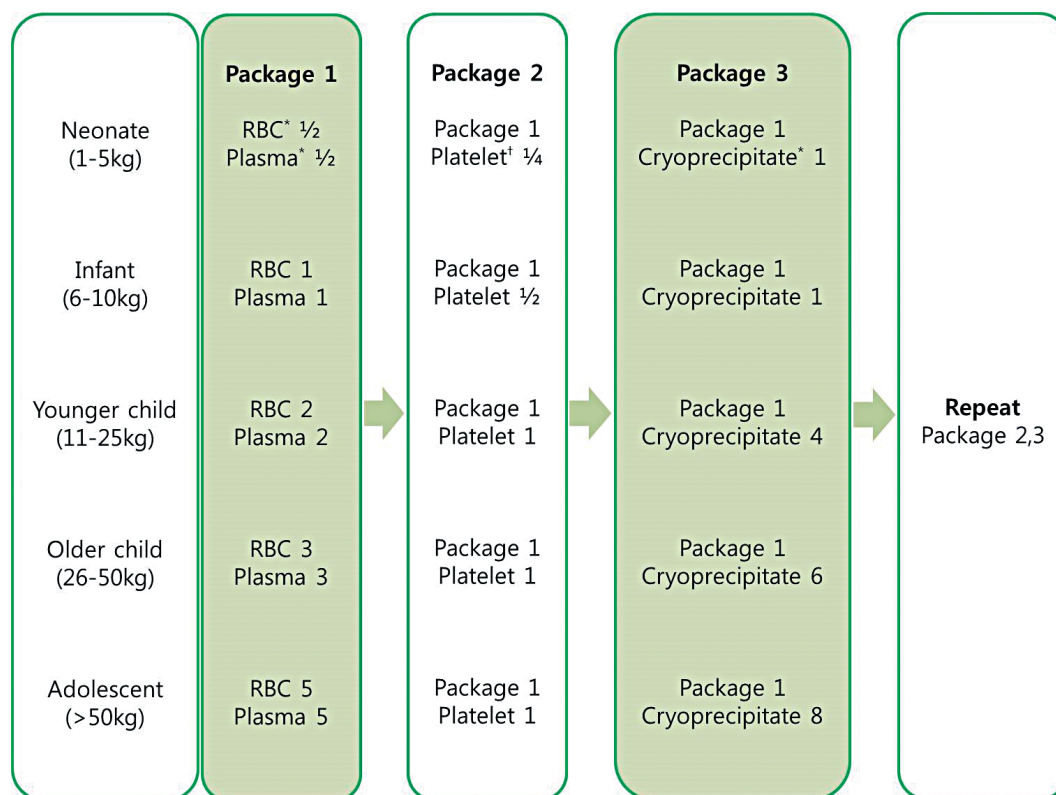 Package 1
Package 2
Package 3
Neonate
(1-5kg)
RBC* ½
Plasma* ½
Package 1
Platelet† ¼
Package 1
Cryoprecipitate* 1
Infant
(6-10kg)
RBC 1
Plasma 1
Package 1
Platelet ½
Package 1
Cryoprecipitate 1
Younger child
(11-25kg)
RBC 2
Plasma 2
Package 1
Platelet 1
Package 1
Cryoprecipitate 4
Repeat
Package 2,3
Older child
(26-50kg)
RBC 3
Plasma 3
Package 1
Platelet 1
Package 1
Cryoprecipitate 6
Adolescent
(>50kg)
RBC 5
Plasma 5
Package 1
Platelet 1
Package 1
Cryoprecipitate 8